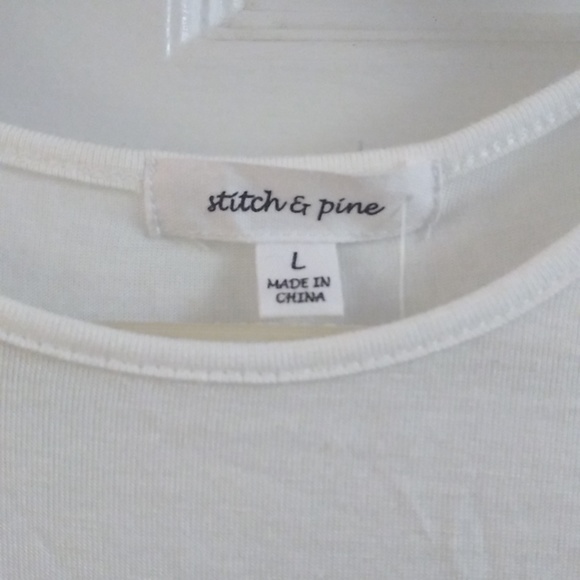 stitch & pine
L
MADE IN
CHINA